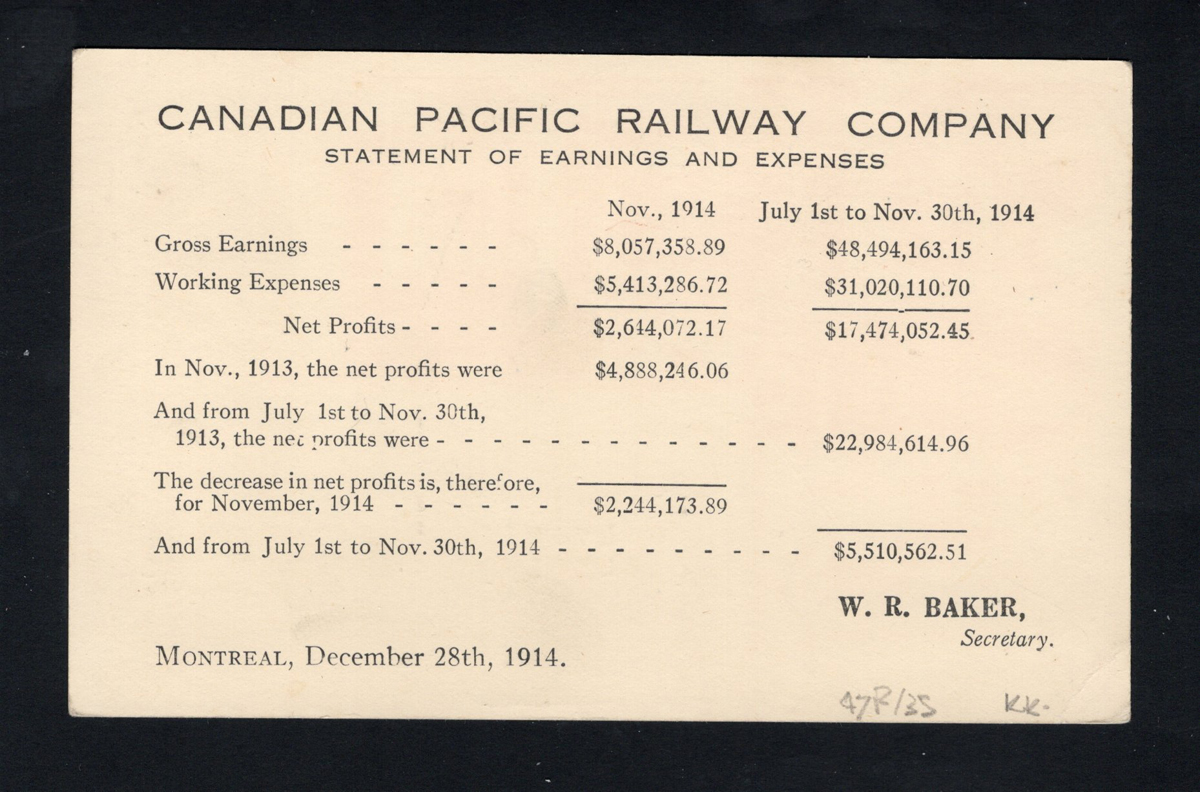 CANADIAN PACIFIC RAILWAY COMPANY
STATEMENT OF EARNINGS AND EXPENSES
Nov., 1914 July 1st to Nov. 30th, 1914
Gross Earnings - - - - - - $8,057,358.89 $48,494,163.15
Working Expenses - - - - - $5,413,286.72 $31,020,110.70
Net Profits - - - - $2,644,072.17 $17,474,052.45
In Nov., 1913, the net profits were $4,888,246.06
And from July 1st to Nov. 30th,
1913, the net profits were - - - - - - - - - - - - - $22,984,614.96
The decrease in net profits is, therefore,
for November, 1914 - - - - - - $2,244,173.89
And from July 1st to Nov. 30th, 1914 - - - - - - - - - $5,510,562.51
W. R. BAKER,
Secretary.
MONTREAL, December 28th, 1914.
KK.